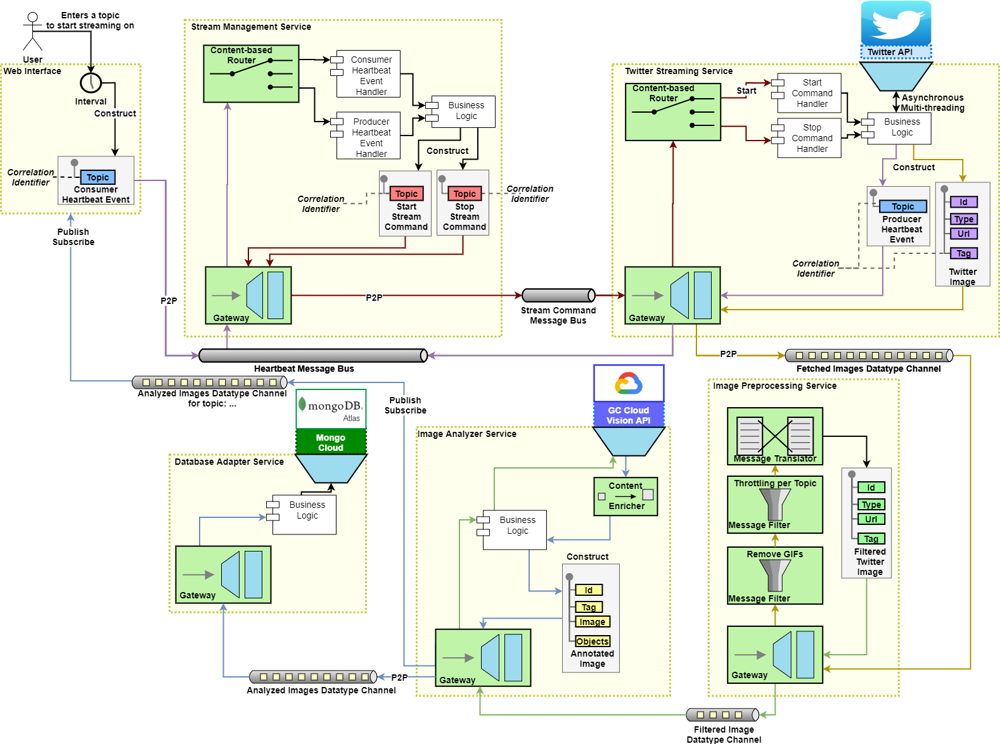 Enters a topic
to start streaming on
User
Web Interface
Interval
Construct
Correlation
Identifier
Topic
Consumer
Heartbeat Event
Publish
Subscribe
P2P
Stream Management Service
Content-based
Router
Consumer
Heartbeat
Event
Handler
Producer
Heartbeat
Event
Handler
Business
Logic
Construct
Correlation
Identifier
Topic
Start
Stream
Command
Topic
Stop
Stream
Command
Correlation
Identifier
Gateway
P2P
Stream Command
Message Bus
Heartbeat Message Bus
Twitter API
Twitter Streaming Service
Content-based
Router
Start
Start
Command
Handler
Stop
Command
Handler
Asynchronous
Multi-threading
Business
Logic
Construct
Topic
Producer
Heartbeat
Event
Id
Type
Url
Tag
Twitter
Image
Correlation
Identifier
Gateway
P2P
Fetched Images Datatype Channel
Analyzed Images Datatype Channel
for topic: ...
mongoDB.
Atlas
Mongo
Cloud
Database Adapter Service
Business
Logic
Gateway
Analyzed Images Datatype Channel
P2P
Publish
Subscribe
GC Cloud
Vision API
Image Analyzer Service
Content
Enricher
Business
Logic
Construct
Id
Tag
Image
Objects
Annotated
Image
Gateway
Image Preprocessing Service
Message Translator
Throttling per Topic
Message Filter
Remove GIFs
Message Filter
Id
Type
Url
Tag
Filtered
Twitter
Image
Gateway
Filtered Image
Datatype Channel